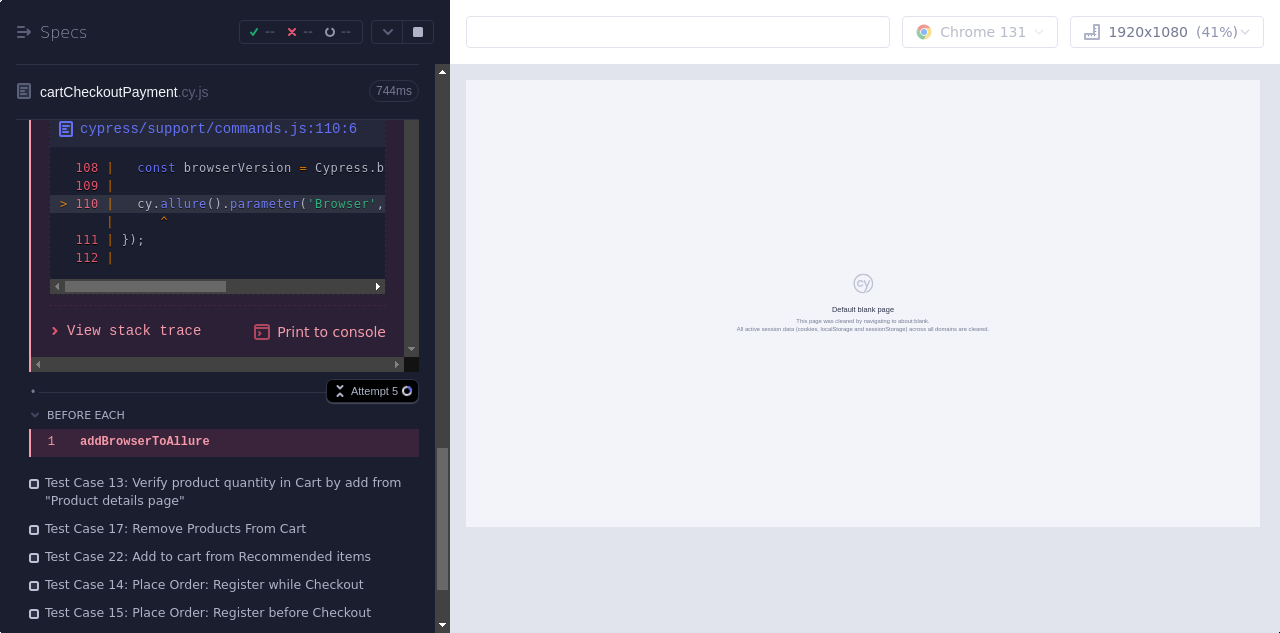 Specs
-- -- --
Chrome 131
1920x1080 (41%)
cartCheckoutPayment.cy.js
744ms
cypress/support/commands.js:110:6
108 | const browserVersion = Cypress.b
109 |
> 110 | cy.allure().parameter('Browser',
| ^
111 | });
112 |
View stack trace
Print to console
Attempt 5
BEFORE EACH
1 addBrowserToAllure
Test Case 13: Verify product quantity in Cart by add from
"Product details page"
Test Case 17: Remove Products From Cart
Test Case 22: Add to cart from Recommended items
Test Case 14: Place Order: Register while Checkout
Test Case 15: Place Order: Register before Checkout
cy
Default blank page
This page was cleared by navigating to about:blank.
All active session data (cookies, localStorage and sessionStorage) across all domains are cleared.